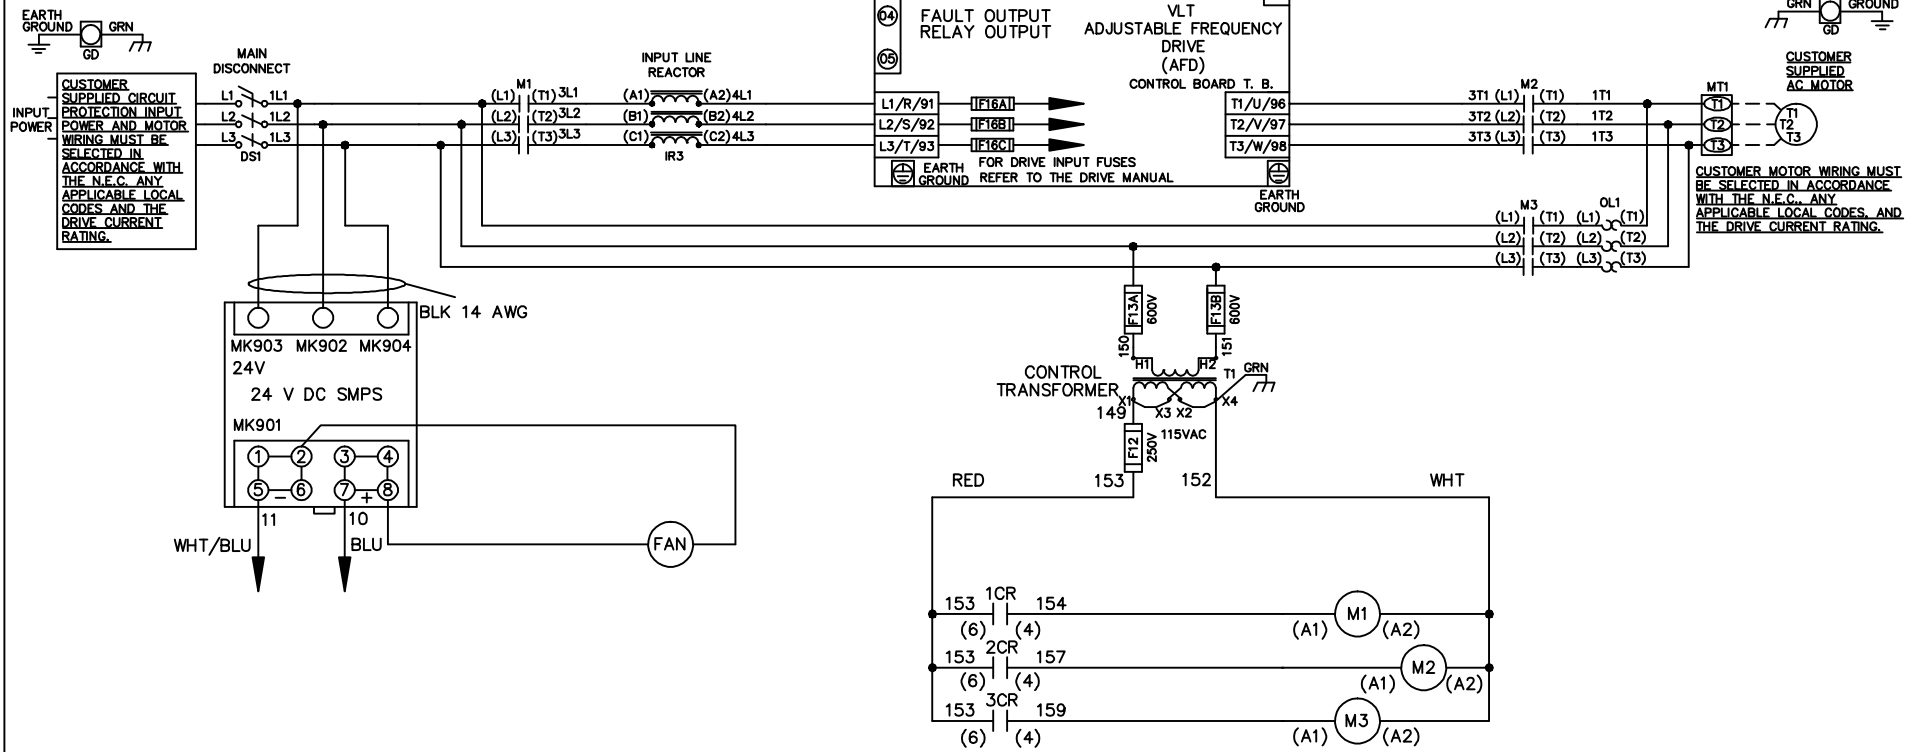 EARTH
GROUND
GRN
GD
MAIN
DISCONNECT
INPUT
POWER
CUSTOMER
SUPPLIED CIRCUIT
PROTECTION INPUT
POWER AND MOTOR
WIRING MUST BE
SELECTED IN
ACCORDANCE WITH
THE N.E.C. ANY
APPLICABLE LOCAL
CODES AND THE
DRIVE CURRENT
RATING.
L1 1L1
L2 1L2
L3 1L3
DS1
M1
(L1) (T1) 3L1
(L2) (T2) 3L2
(L3) (T3) 3L3
INPUT LINE
REACTOR
(A1) (A2) 4L1
(B1) (B2) 4L2
(C1) (C2) 4L3
IR3
04
05
FAULT OUTPUT
RELAY OUTPUT
VLT
ADJUSTABLE FREQUENCY
DRIVE
(AFD)
CONTROL BOARD T. B.
L1/R/91 F16A T1/U/96
L2/S/92 F16B T2/V/97
L3/T/93 F16C T3/W/98
EARTH
GROUND
FOR DRIVE INPUT FUSES
REFER TO THE DRIVE MANUAL
EARTH
GROUND
M2
3T1 (L1) (T1) 1T1
3T2 (L2) (T2) 1T2
3T3 (L3) (T3) 1T3
GRN
GROUND
GD
CUSTOMER
SUPPLIED
AC MOTOR
MT1
T1
T2
T3
T1
T2
T3
CUSTOMER MOTOR WIRING MUST
BE SELECTED IN ACCORDANCE
WITH THE N.E.C., ANY
APPLICABLE LOCAL CODES, AND
THE DRIVE CURRENT RATING.
M3
OL1
(L1) (T1) (L1) (T1)
(L2) (T2) (L2) (T2)
(L3) (T3) (L3) (T3)
BLK 14 AWG
MK903 MK902 MK904
24V
24 V DC SMPS
MK901
1 2 3 4
5 - 6 7 + 8
11 10
WHT/BLU
BLU
FAN
F13A
600V
F13B
600V
150
151
H1 H2
CONTROL
TRANSFORMER
T1
GRN
X1 X3 X2 X4
149
115VAC
F12
250V
153
152
RED
WHT
153 1CR 154
(6) (4)
M1
(A1) (A2)
153 2CR 157
(6) (4)
M2
(A1) (A2)
153 3CR 159
(6) (4)
M3
(A1) (A2)